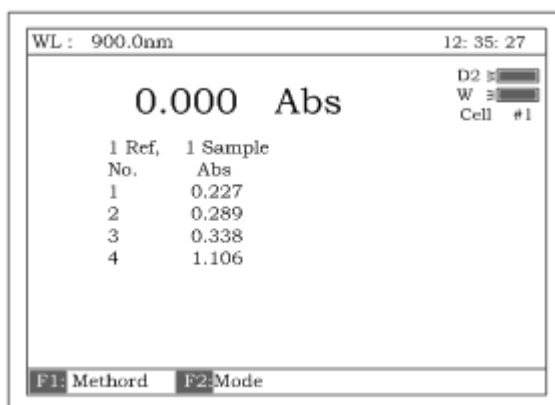 WL : 900.0nm 12: 35: 27
D2
0.000 Abs
W
Cell #1
1 Ref, 1 Sample
No. Abs
1 0.227
2 0.289
3 0.338
4 1.106
F1: Methord F2:Mode